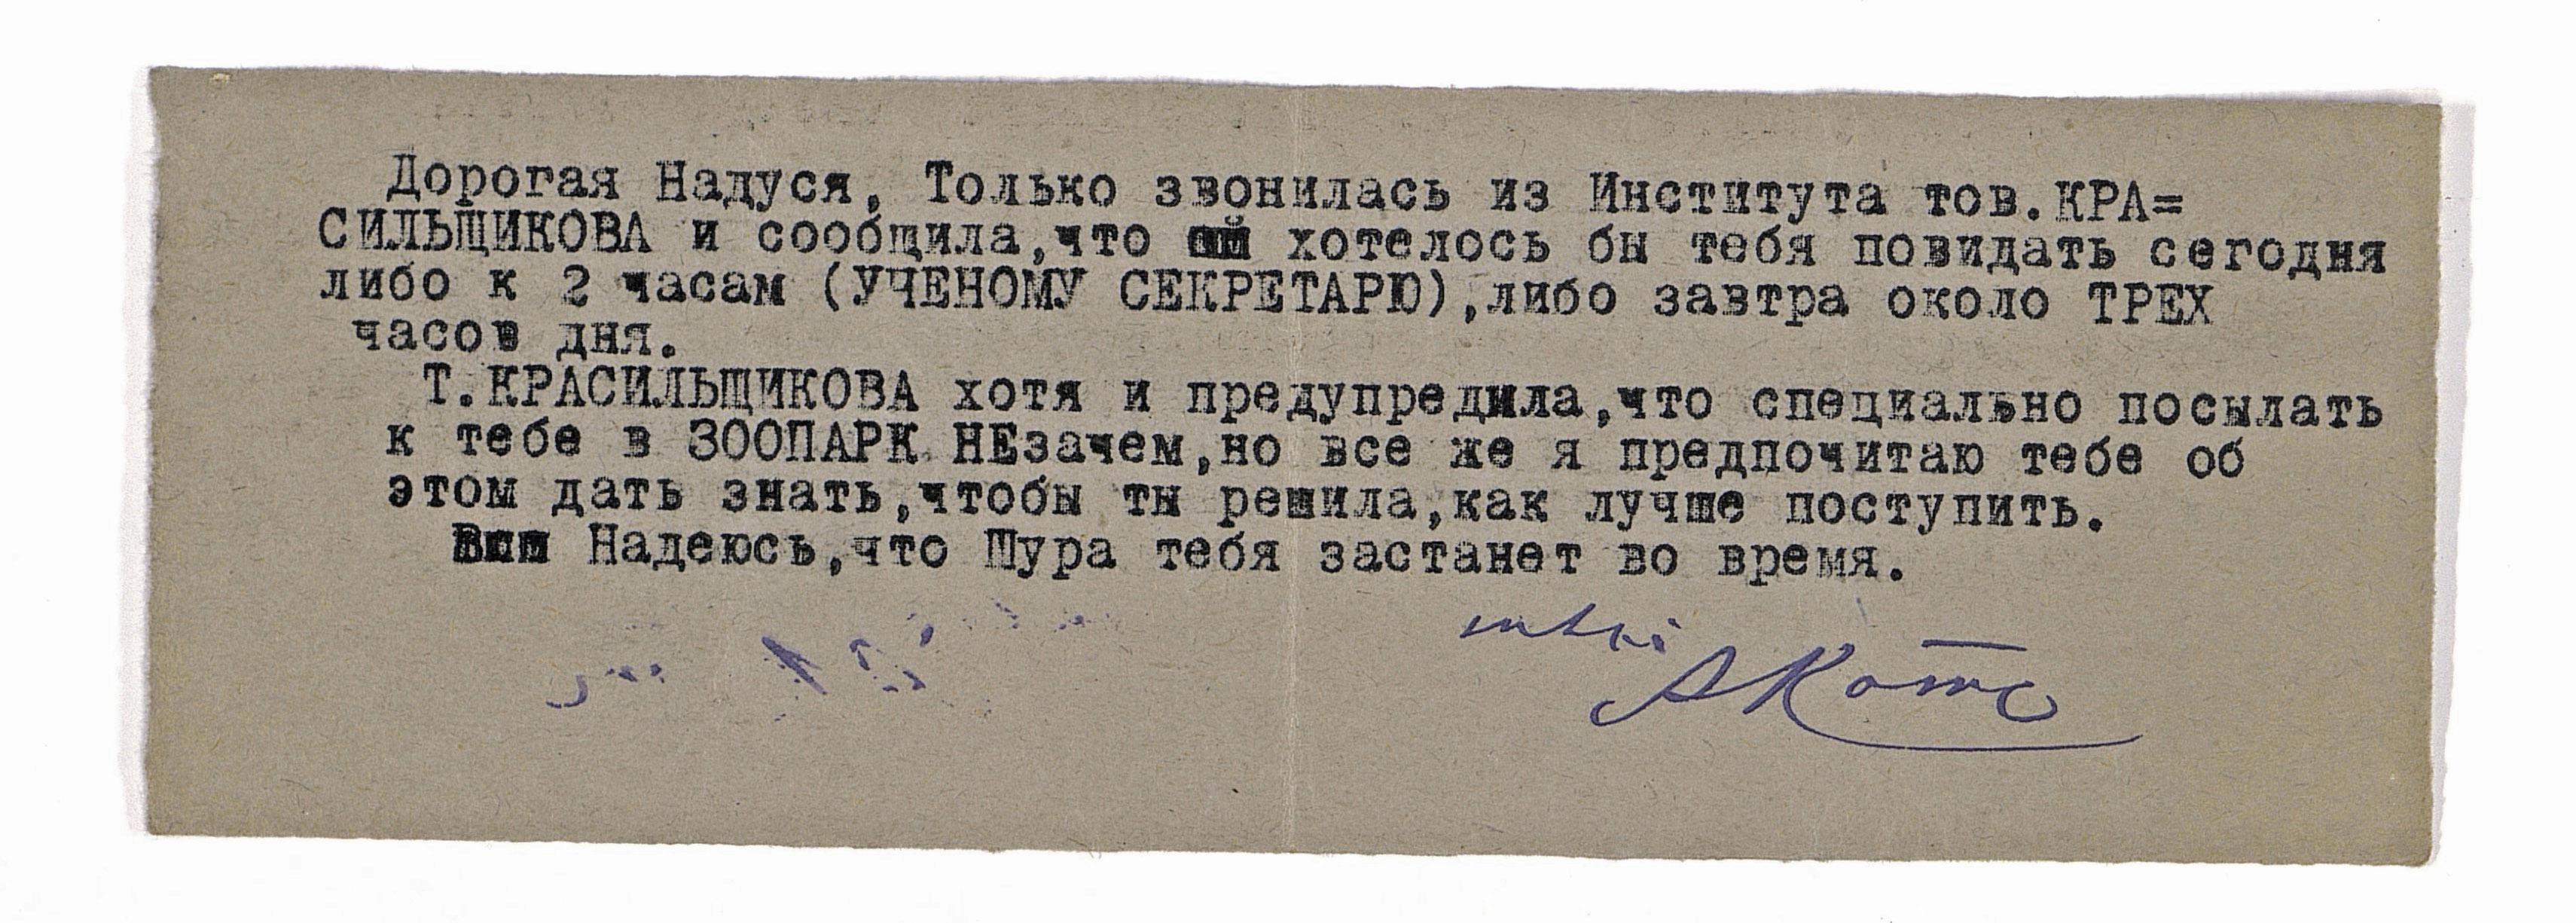 Дорогая Надуся, Только звонилась из Института тов.КРА=
СИЛЬЩИКОВА и сообщила,что ей хотелось бы тебя повидать сегодня
либо к 2 часам (УЧЕНОМУ СЕКРЕТАРЮ),либо завтра около ТРЕХ
часов дня.
Т.КРАСИЛЬЩИКОВА хотя и предупредила,что специально посылать
к тебе в ЗООПАРК НЕзачем,но все же я предпочитаю тебе об
этом дать знать,чтобы ты решила,как лучше поступить.
Надеюсь,что Шура тебя застанет во время.
твой
АКотс